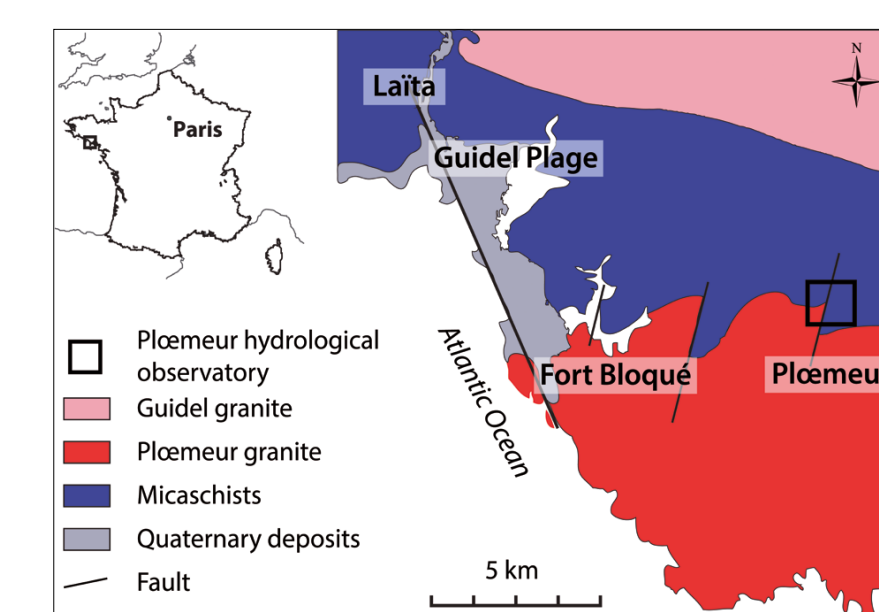 N
Laïta
Paris
Guidel Plage
Plœmeur hydrological
observatory
Atlantic Ocean
Fort Bloqué
Plœmeu
Guidel granite
Plœmeur granite
Micaschists
Quaternary deposits
5 km
Fault